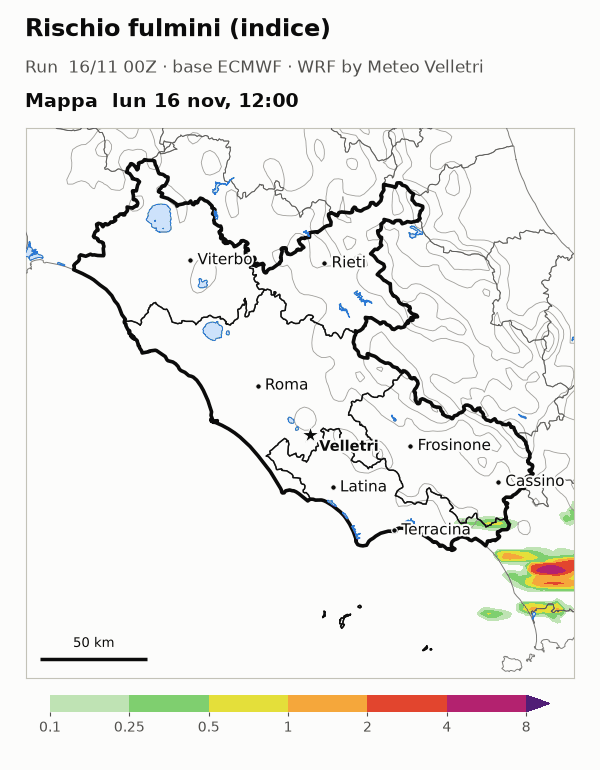 Rischio fulmini (indice)
Run  16/11 00Z · base ECMWF · WRF by Meteo Velletri
Mappa  lun 16 nov, 12:00
Viterbo
Rieti
Roma
Velletri
Frosinone
Cassino
Latina
Terracina
50 km
0.1 0.25 0.5 1 2 4 8